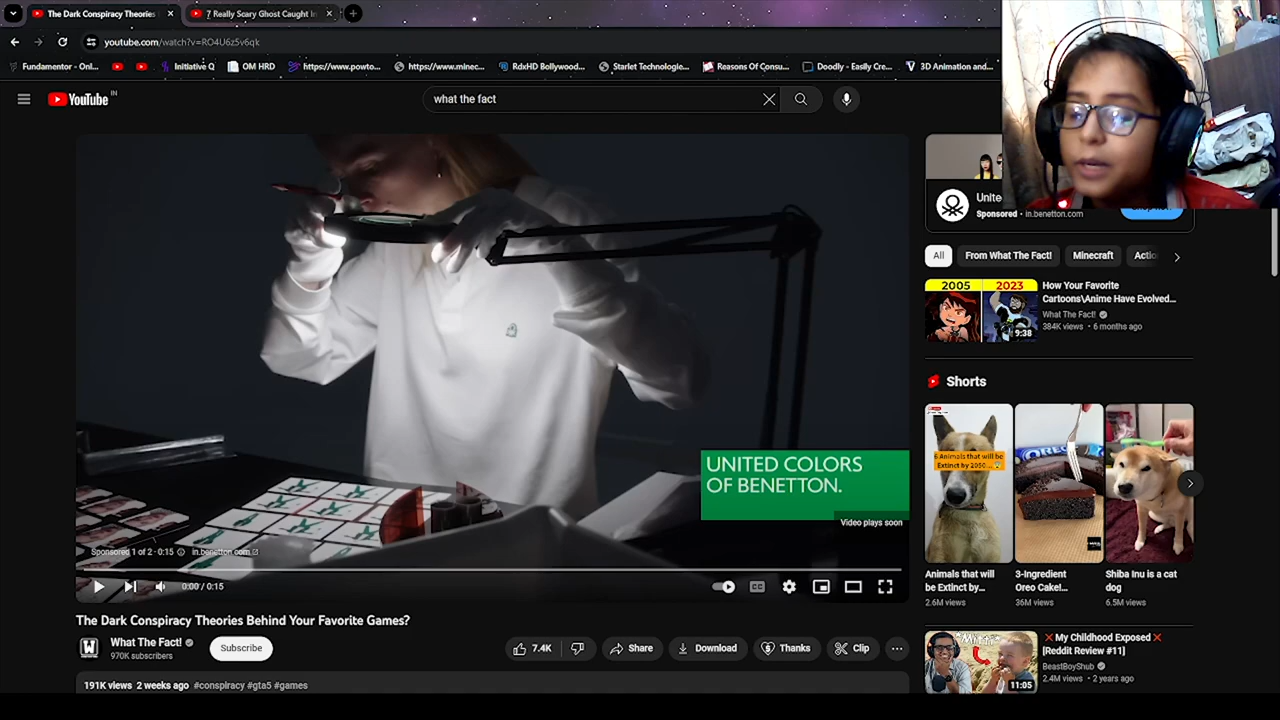 The Dark Conspiracy Theories
7 Really Scary Ghost Caught In
youtube.com/watch?v=RO4U6z5v6qk
Fundamentor - Onl...
Initiative Q
OM HRD
https://www.powto...
https://www.minec...
RdxHD Bollywood...
Starlet Technologie...
Reasons Of Consu...
Doodly - Easily Cre...
3D Animation and...
YouTube IN
what the fact
UNITED COLORS
OF BENETTON.
Video plays soon
Sponsored 1 of 2 · 0:15
in.benetton.com
0:00 / 0:15
CC
The Dark Conspiracy Theories Behind Your Favorite Games?
What The Fact!
970K subscribers
Subscribe
7.4K
Share
Download
Thanks
Clip
191K views 2 weeks ago #conspiracy #gta5 #games
Sponsored · in.benetton.com
All
From What The Fact!
Minecraft
2005
2023
9:38
How Your Favorite
Cartoons\Anime Have Evolved...
What The Fact!
384K views · 6 months ago
Shorts
6 Animals that will be
Extinct by 2050...
OREO
Animals that will
be Extinct by...
2.6M views
3-Ingredient
Oreo Cake!...
36M views
Shiba Inu is a cat
dog
6.5M views
11:05
❌My Childhood Exposed❌
[Reddit Review #11]
BeastBoyShub
2.4M views · 2 years ago